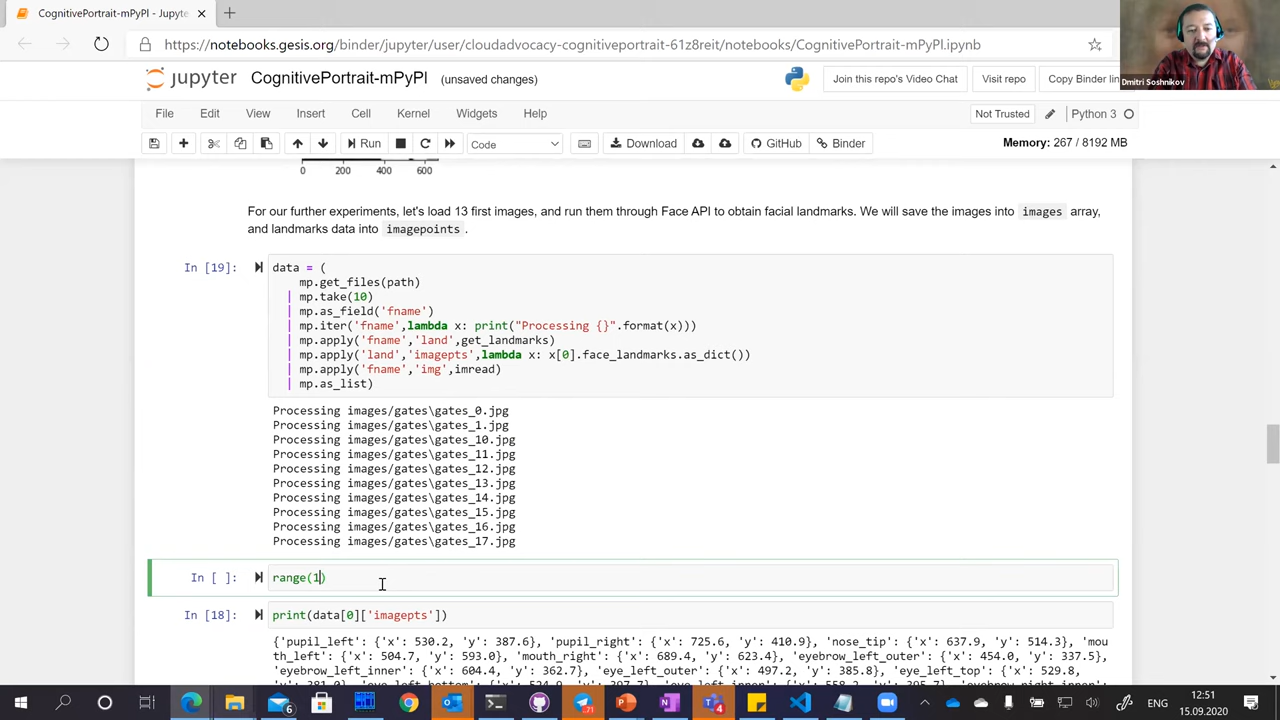 CognitivePortrait-mPyPl - Jupyte
https://notebooks.gesis.org/binder/jupyter/user/cloudadvocacy-cognitiveportrait-61z8reit/notebooks/CognitivePortrait-mPyPl.ipynb
Dmitri Soshnikov
jupyter CognitivePortrait-mPyPl (unsaved changes)
Join this repo's Video Chat Visit repo Copy Binder lin
File Edit View Insert Cell Kernel Widgets Help
Not Trusted Python 3
Run Code Download GitHub Binder Memory: 267 / 8192 MB
0 200 400 600
For our further experiments, let's load 13 first images, and run them through Face API to obtain facial landmarks. We will save the images into images array,
and landmarks data into imagepoints .
In [19]: data = (
mp.get_files(path)
| mp.take(10)
| mp.as_field('fname')
| mp.iter('fname',lambda x: print("Processing {}".format(x)))
| mp.apply('fname','land',get_landmarks)
| mp.apply('land','imagepts',lambda x: x[0].face_landmarks.as_dict())
| mp.apply('fname','img',imread)
| mp.as_list)
Processing images/gates\gates_0.jpg
Processing images/gates\gates_1.jpg
Processing images/gates\gates_10.jpg
Processing images/gates\gates_11.jpg
Processing images/gates\gates_12.jpg
Processing images/gates\gates_13.jpg
Processing images/gates\gates_14.jpg
Processing images/gates\gates_15.jpg
Processing images/gates\gates_16.jpg
Processing images/gates\gates_17.jpg
In [ ]: range(1)
In [18]: print(data[0]['imagepts'])
{'pupil_left': {'x': 530.2, 'y': 387.6}, 'pupil_right': {'x': 725.6, 'y': 410.9}, 'nose_tip': {'x': 637.9, 'y': 514.3}, 'mou
th_left': {'x': 504.7, 'y': 593.0}, 'mouth_right': {'x': 689.4, 'y': 623.4}, 'eyebrow_left_outer': {'x': 454.0, 'y': 337.5},
'eyebrow_left_inner': {'x': 604.4, 'y': 362.7}, 'eye_left_outer': {'x': 497.2, 'y': 385.8}, 'eye_left_top': {'x': 529.8,
ENG
12:51
15.09.2020